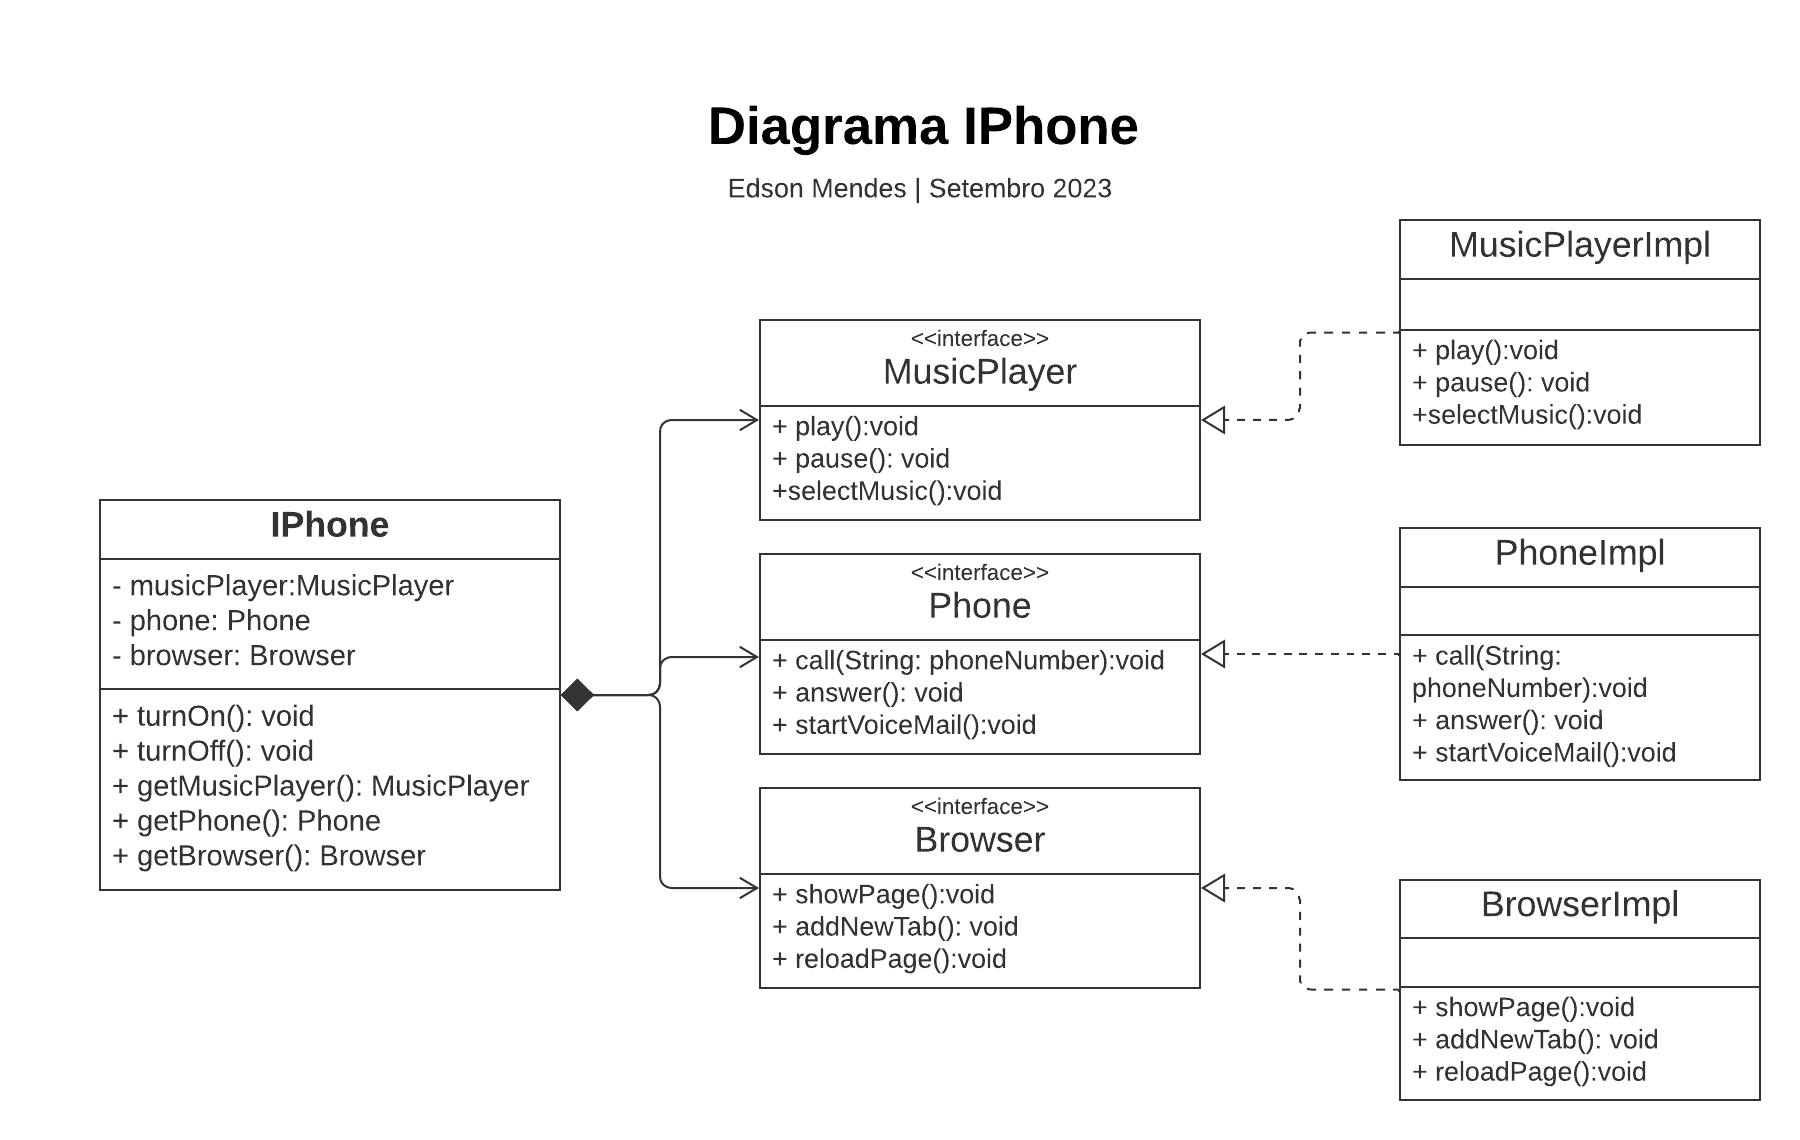 Diagrama IPhone
Edson Mendes | Setembro 2023
IPhone
- musicPlayer:MusicPlayer
- phone: Phone
- browser: Browser
+ turnOn(): void
+ turnOff(): void
+ getMusicPlayer(): MusicPlayer
+ getPhone(): Phone
+ getBrowser(): Browser
<<interface>>
MusicPlayer
+ play():void
+ pause(): void
+selectMusic():void
<<interface>>
Phone
+ call(String: phoneNumber):void
+ answer(): void
+ startVoiceMail():void
<<interface>>
Browser
+ showPage():void
+ addNewTab(): void
+ reloadPage():void
MusicPlayerImpl
+ play():void
+ pause(): void
+selectMusic():void
PhoneImpl
+ call(String:
phoneNumber):void
+ answer(): void
+ startVoiceMail():void
BrowserImpl
+ showPage():void
+ addNewTab(): void
+ reloadPage():void